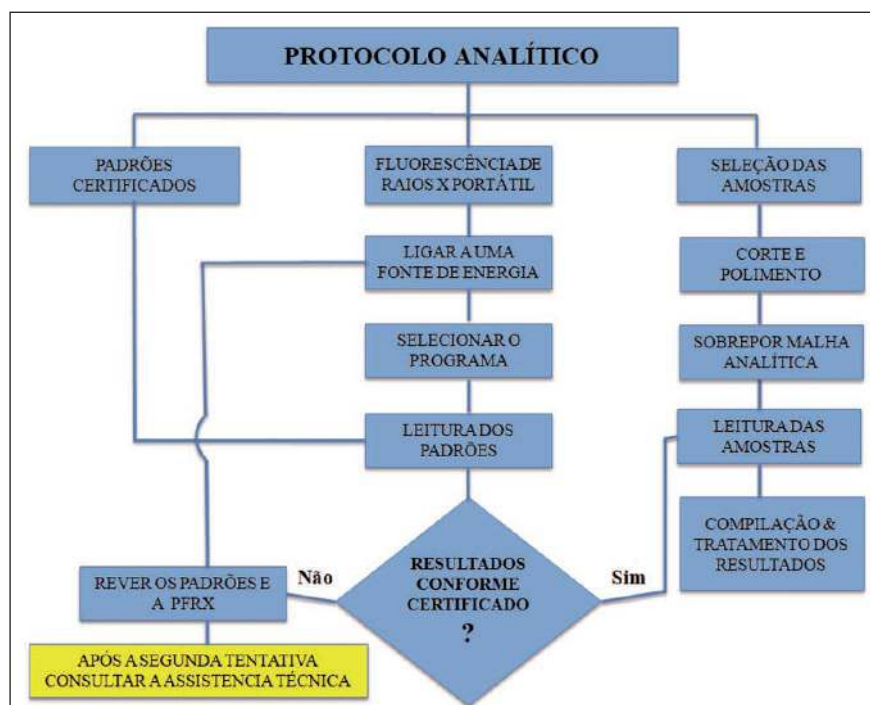 PROTOCOLO ANALÍTICO
PADRÕES
CERTIFICADOS
FLUORESCÊNCIA DE
RAIOS X PORTÁTIL
SELEÇÃO DAS
AMOSTRAS
LIGAR A UMA
FONTE DE ENERGIA
CORTE E
POLIMENTO
SELECIONAR O
PROGRAMA
SOBREPOR MALHA
ANALÍTICA
LEITURA DOS
PADRÕES
LEITURA DAS
AMOSTRAS
COMPILAÇÃO &
TRATAMENTO DOS
RESULTADOS
RESULTADOS
CONFORME
CERTIFICADO
?
Não
Sim
REVER OS PADRÕES E
A PFRX
APÓS A SEGUNDA TENTATIVA
CONSULTAR A ASSISTENCIA TÉCNICA